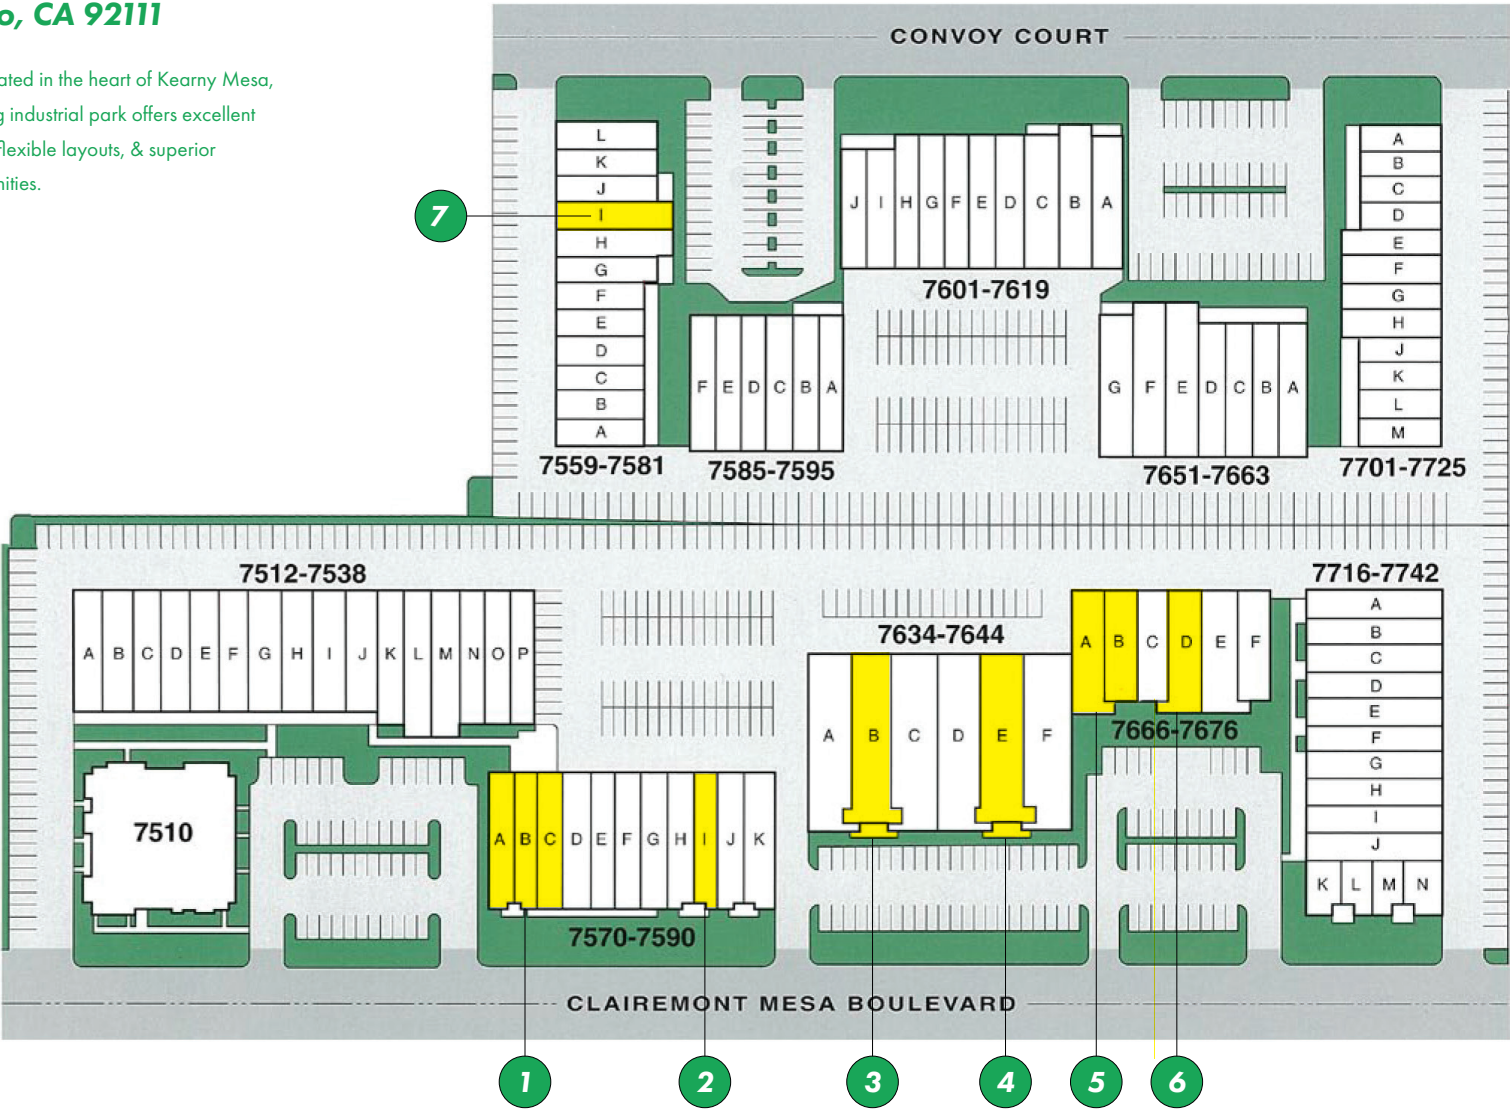 o, CA 92111
ated in the heart of Kearny Mesa,
g industrial park offers excellent
flexible layouts, & superior
nities.
CONVOY COURT
L
K
J
I
H
G
F
E
D
C
B
A
7559-7581
7
J I H G F E D C B A
7601-7619
F E D C B A
7585-7595
G F E D C B A
7651-7663
A
B
C
D
E
F
G
H
J
K
L
M
7701-7725
7512-7538
A B C D E F G H I J K L M N O P
7510
A B C D E F G H I J K
7570-7590
7634-7644
A B C D E F
A B C D E F
7666-7676
7716-7742
A
B
C
D
E
F
G
H
I
J
K L M N
CLAIREMONT MESA BOULEVARD
1 2 3 4 5 6